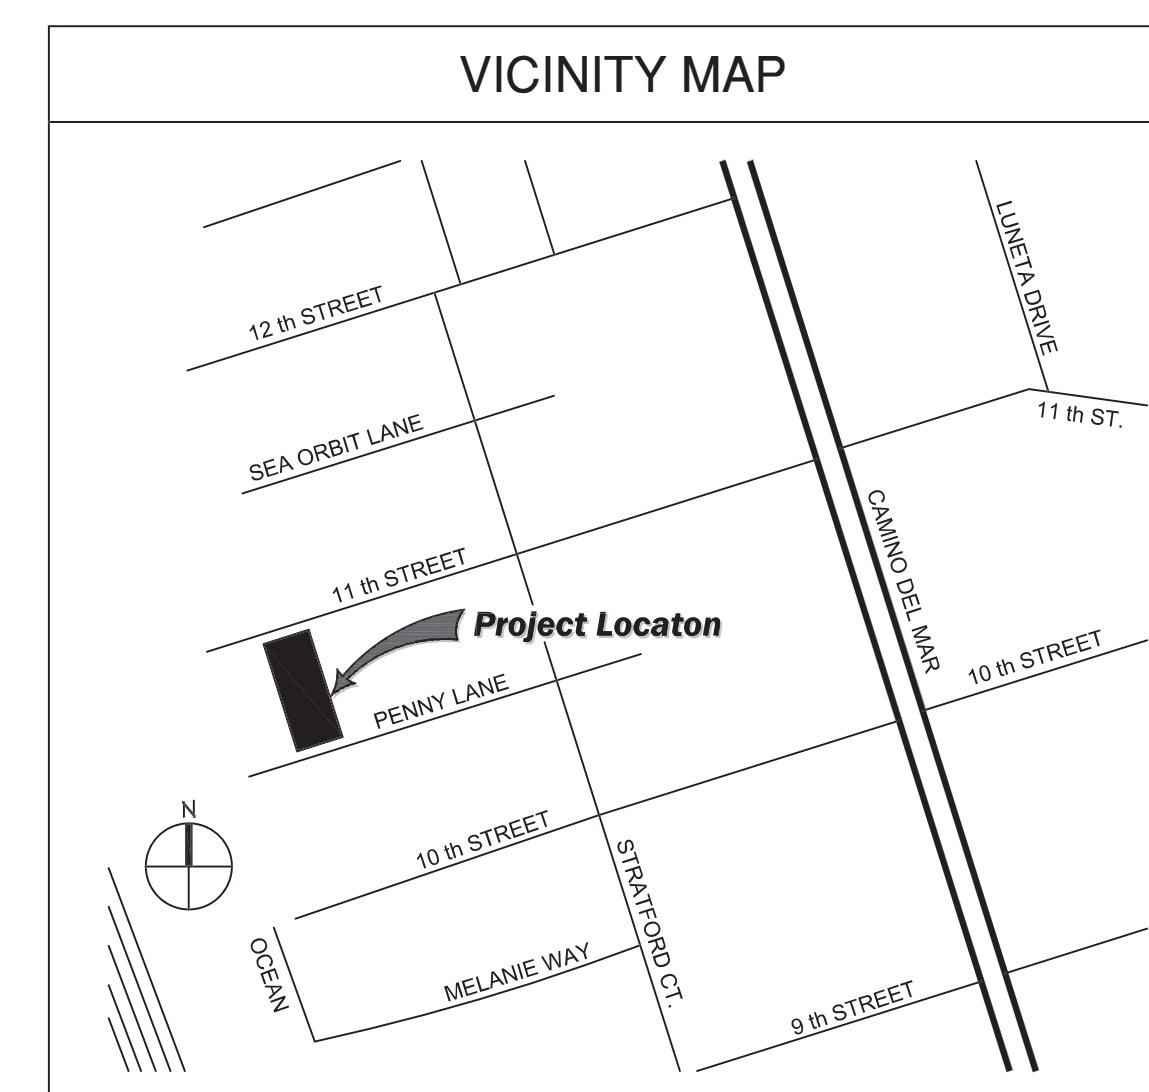 VICINITY MAP
LUNETA DRIVE
12 th STREET
11 th ST.
SEA ORBIT LANE
CAMINO DEL MAR
11 th STREET
Project Locaton
10 th STREET
PENNY LANE
N
10 th STREET
STRATFORD CT.
OCEAN
MELANIE WAY
9 th STREET